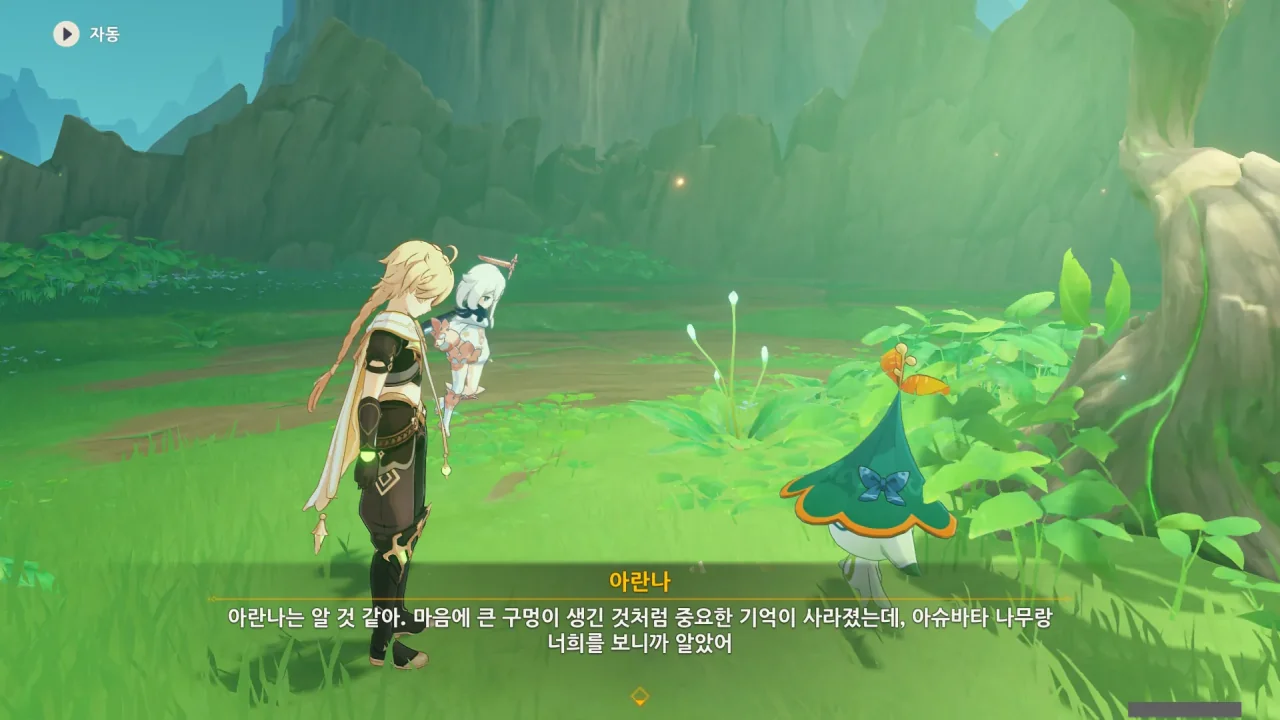 자동
아란나
아란나는 알 것 같아. 마음에 큰 구멍이 생긴 것처럼 중요한 기억이 사라졌는데, 아슈바타 나무랑
너희를 보니까 알았어